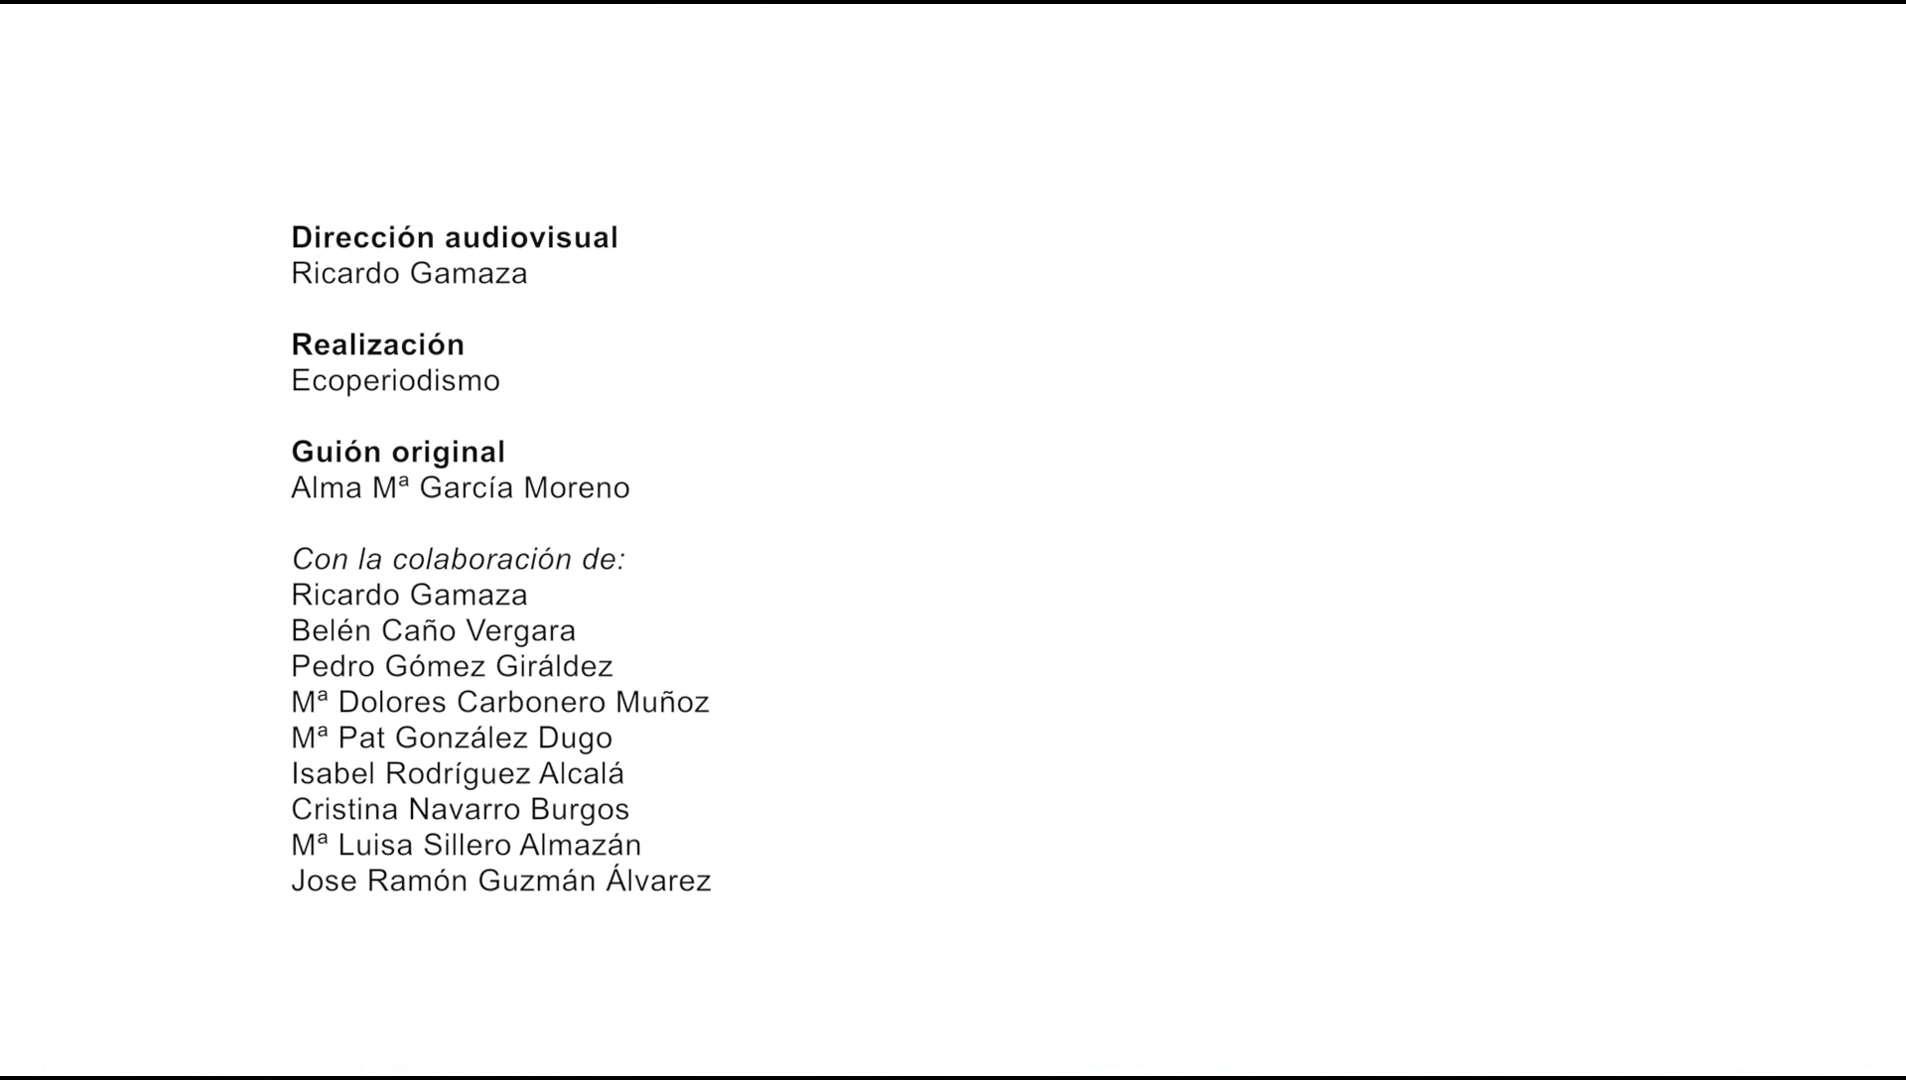 Dirección audiovisual
Ricardo Gamaza
Realización
Ecoperiodismo
Guión original
Alma Mª García Moreno
Con la colaboración de:
Ricardo Gamaza
Belén Caño Vergara
Pedro Gómez Giráldez
Mª Dolores Carbonero Muñoz
Mª Pat González Dugo
Isabel Rodríguez Alcalá
Cristina Navarro Burgos
Mª Luisa Sillero Almazán
Jose Ramón Guzmán Álvarez